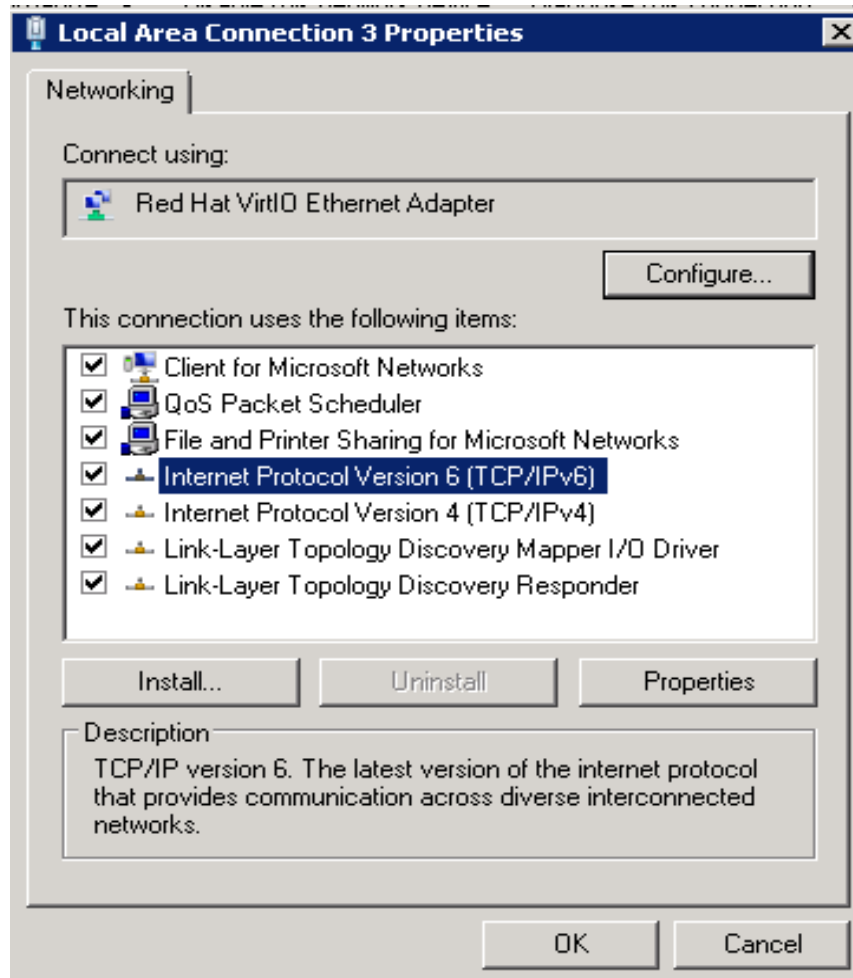 Local Area Connection 3 Properties
Networking
Connect using:
Red Hat VirtIO Ethernet Adapter
Configure...
This connection uses the following items:
Client for Microsoft Networks
QoS Packet Scheduler
File and Printer Sharing for Microsoft Networks
Internet Protocol Version 6 (TCP/IPv6)
Internet Protocol Version 4 (TCP/IPv4)
Link-Layer Topology Discovery Mapper I/O Driver
Link-Layer Topology Discovery Responder
Install... Uninstall Properties
Description
TCP/IP version 6. The latest version of the internet protocol
that provides communication across diverse interconnected
networks.
OK Cancel